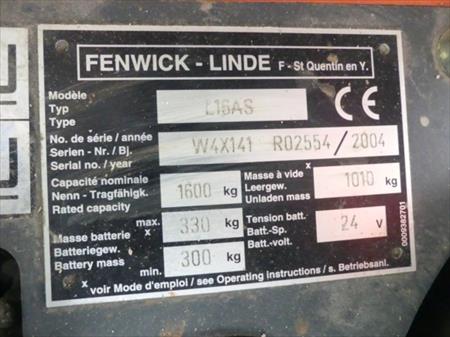 FENWICK - LINDE F - St Quentin en Y.
Modèle
Typ
Type
L16AS
CE
No. de série / année
Serien - Nr. / Bj.
Serial no. / year
W4X141 R02554 / 2004
Capacité nominale
Nenn - Tragfähigk.
Rated capacity
1600 kg
Masse à vide x
Leergew.
Unladen mass
1010 kg
Masse batterie x
Batteriegew.
Battery mass
max.
330 kg
min.
300 kg
Tension batt.
Batt.-Sp.
Batt.-volt.
24 V
x voir Mode d'emploi / see Operating instructions / s. Betriebsanl.
0009382701